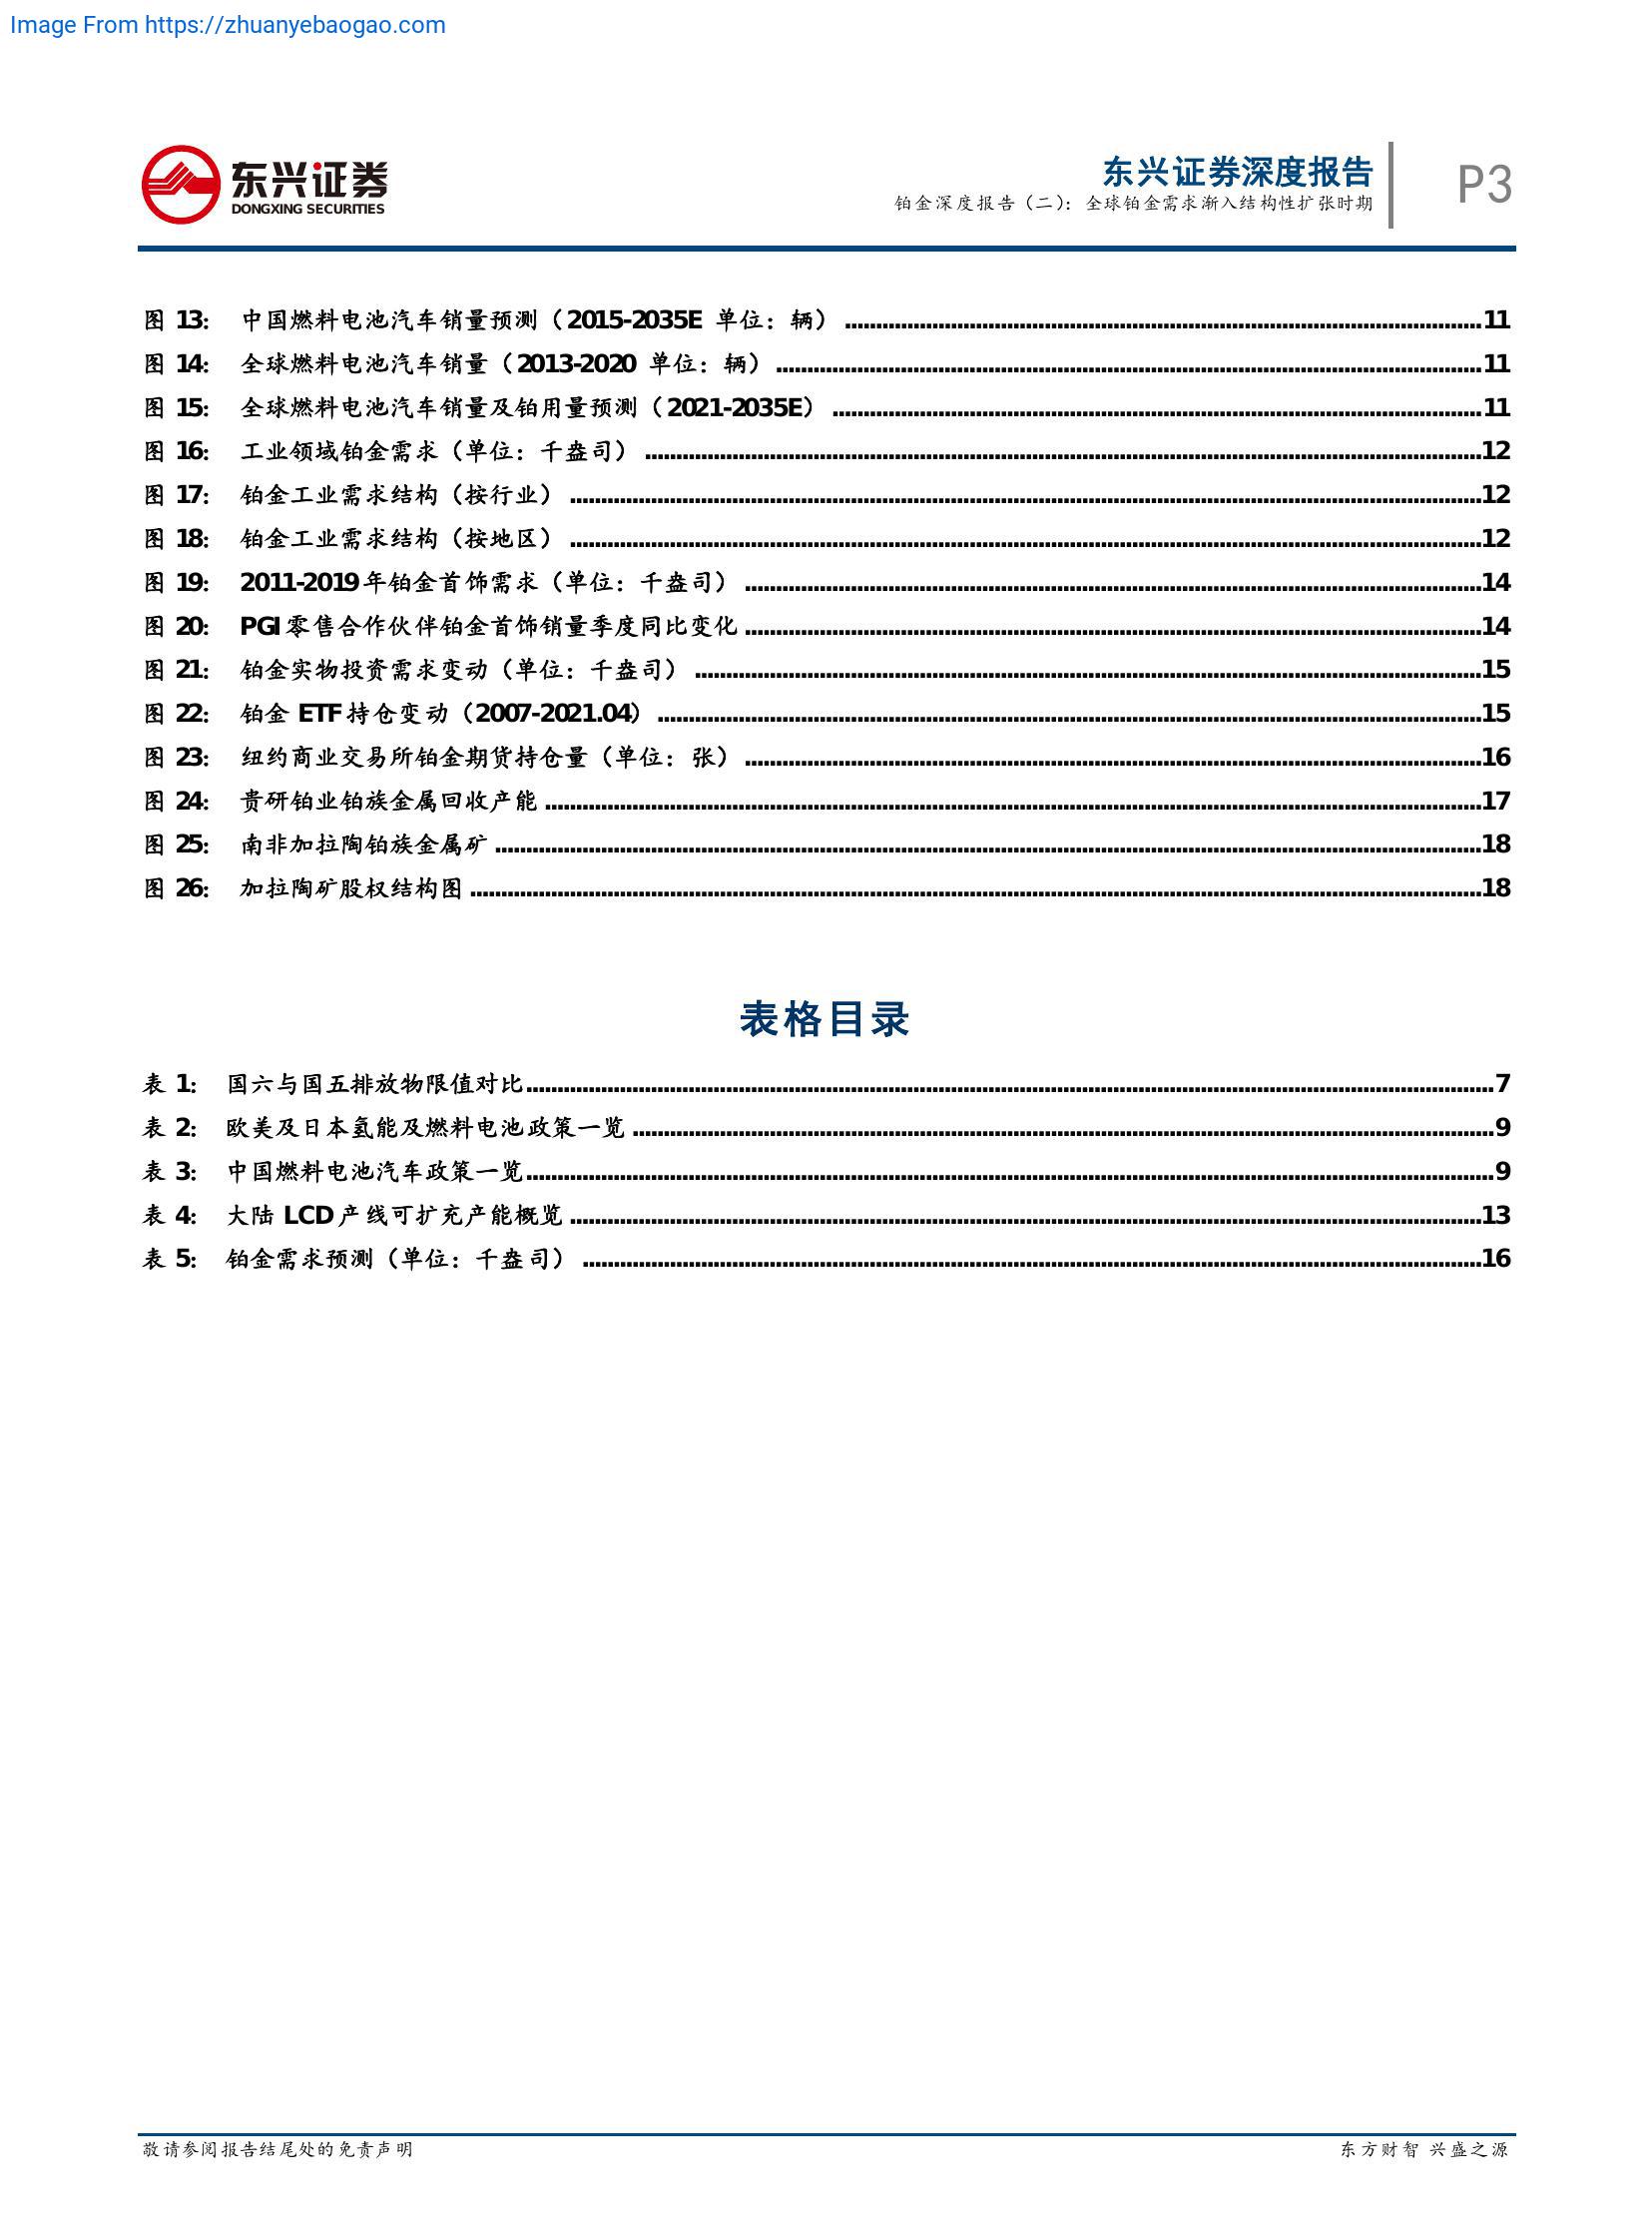 Image From https://zhuanyebaogao.com
东兴证券
DONGXING SECURITIES
东兴证券深度报告
铂金深度报告（二）：全球铂金需求渐入结构性扩张时期
P3
图 13： 中国燃料电池汽车销量预测（2015-2035E 单位：辆） 11
图 14： 全球燃料电池汽车销量（2013-2020 单位：辆） 11
图 15： 全球燃料电池汽车销量及铂用量预测（2021-2035E） 11
图 16： 工业领域铂金需求（单位：千盎司） 12
图 17： 铂金工业需求结构（按行业） 12
图 18： 铂金工业需求结构（按地区） 12
图 19： 2011-2019 年铂金首饰需求（单位：千盎司） 14
图 20： PGI 零售合作伙伴铂金首饰销量季度同比变化 14
图 21： 铂金实物投资需求变动（单位：千盎司） 15
图 22： 铂金 ETF 持仓变动（2007-2021.04） 15
图 23： 纽约商业交易所铂金期货持仓量（单位：张） 16
图 24： 贵研铂业铂族金属回收产能 17
图 25： 南非加拉陶铂族金属矿 18
图 26： 加拉陶矿股权结构图 18
表格目录
表 1： 国六与国五排放物限值对比 7
表 2： 欧美及日本氢能及燃料电池政策一览 9
表 3： 中国燃料电池汽车政策一览 9
表 4： 大陆 LCD 产线可扩充产能概览 13
表 5： 铂金需求预测（单位：千盎司） 16
敬请参阅报告结尾处的免责声明
东方财智 兴盛之源